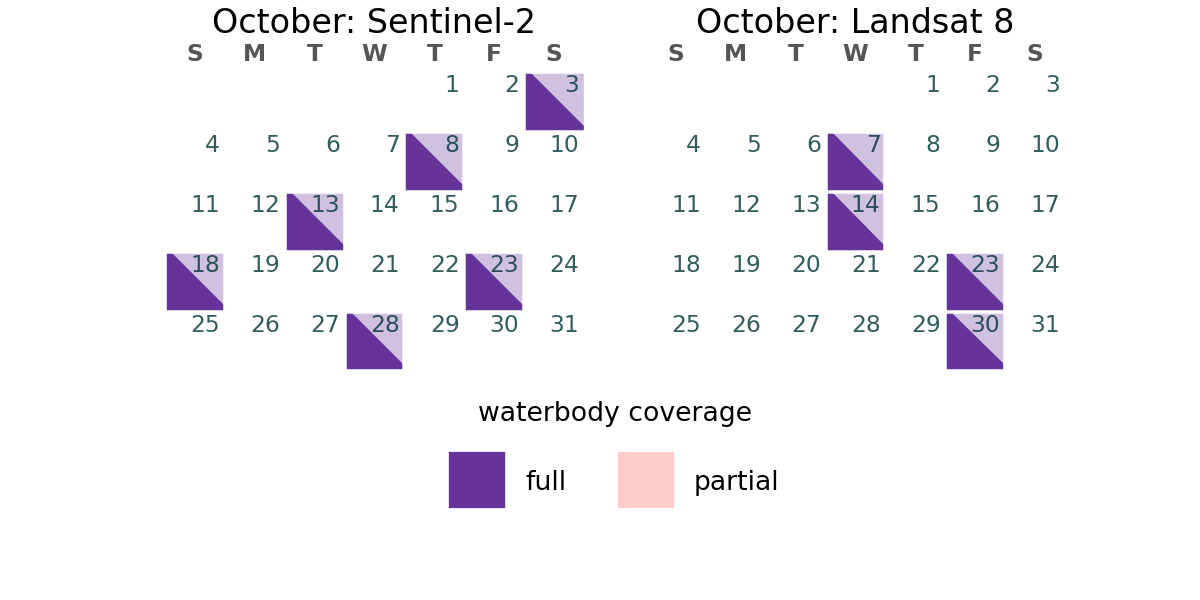 October: Sentinel-2
S M T W T F S
1 2 3
4 5 6 7 8 9 10
11 12 13 14 15 16 17
18 19 20 21 22 23 24
25 26 27 28 29 30 31
October: Landsat 8
S M T W T F S
1 2 3
4 5 6 7 8 9 10
11 12 13 14 15 16 17
18 19 20 21 22 23 24
25 26 27 28 29 30 31
waterbody coverage
full partial